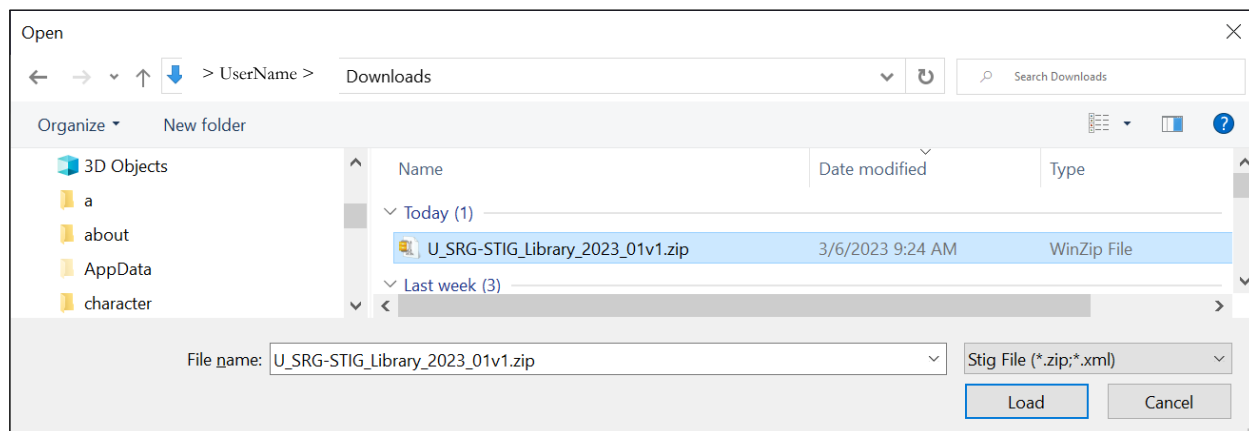 Open
> UserName > Downloads
Search Downloads
Organize New folder
?
3D Objects
a
about
AppData
character
Name Date modified Type
Today (1)
U_SRG-STIG_Library_2023_01v1.zip 3/6/2023 9:24 AM WinZip File
Last week (3)
File name: U_SRG-STIG_Library_2023_01v1.zip Stig File (*.zip;*.xml)
Load Cancel